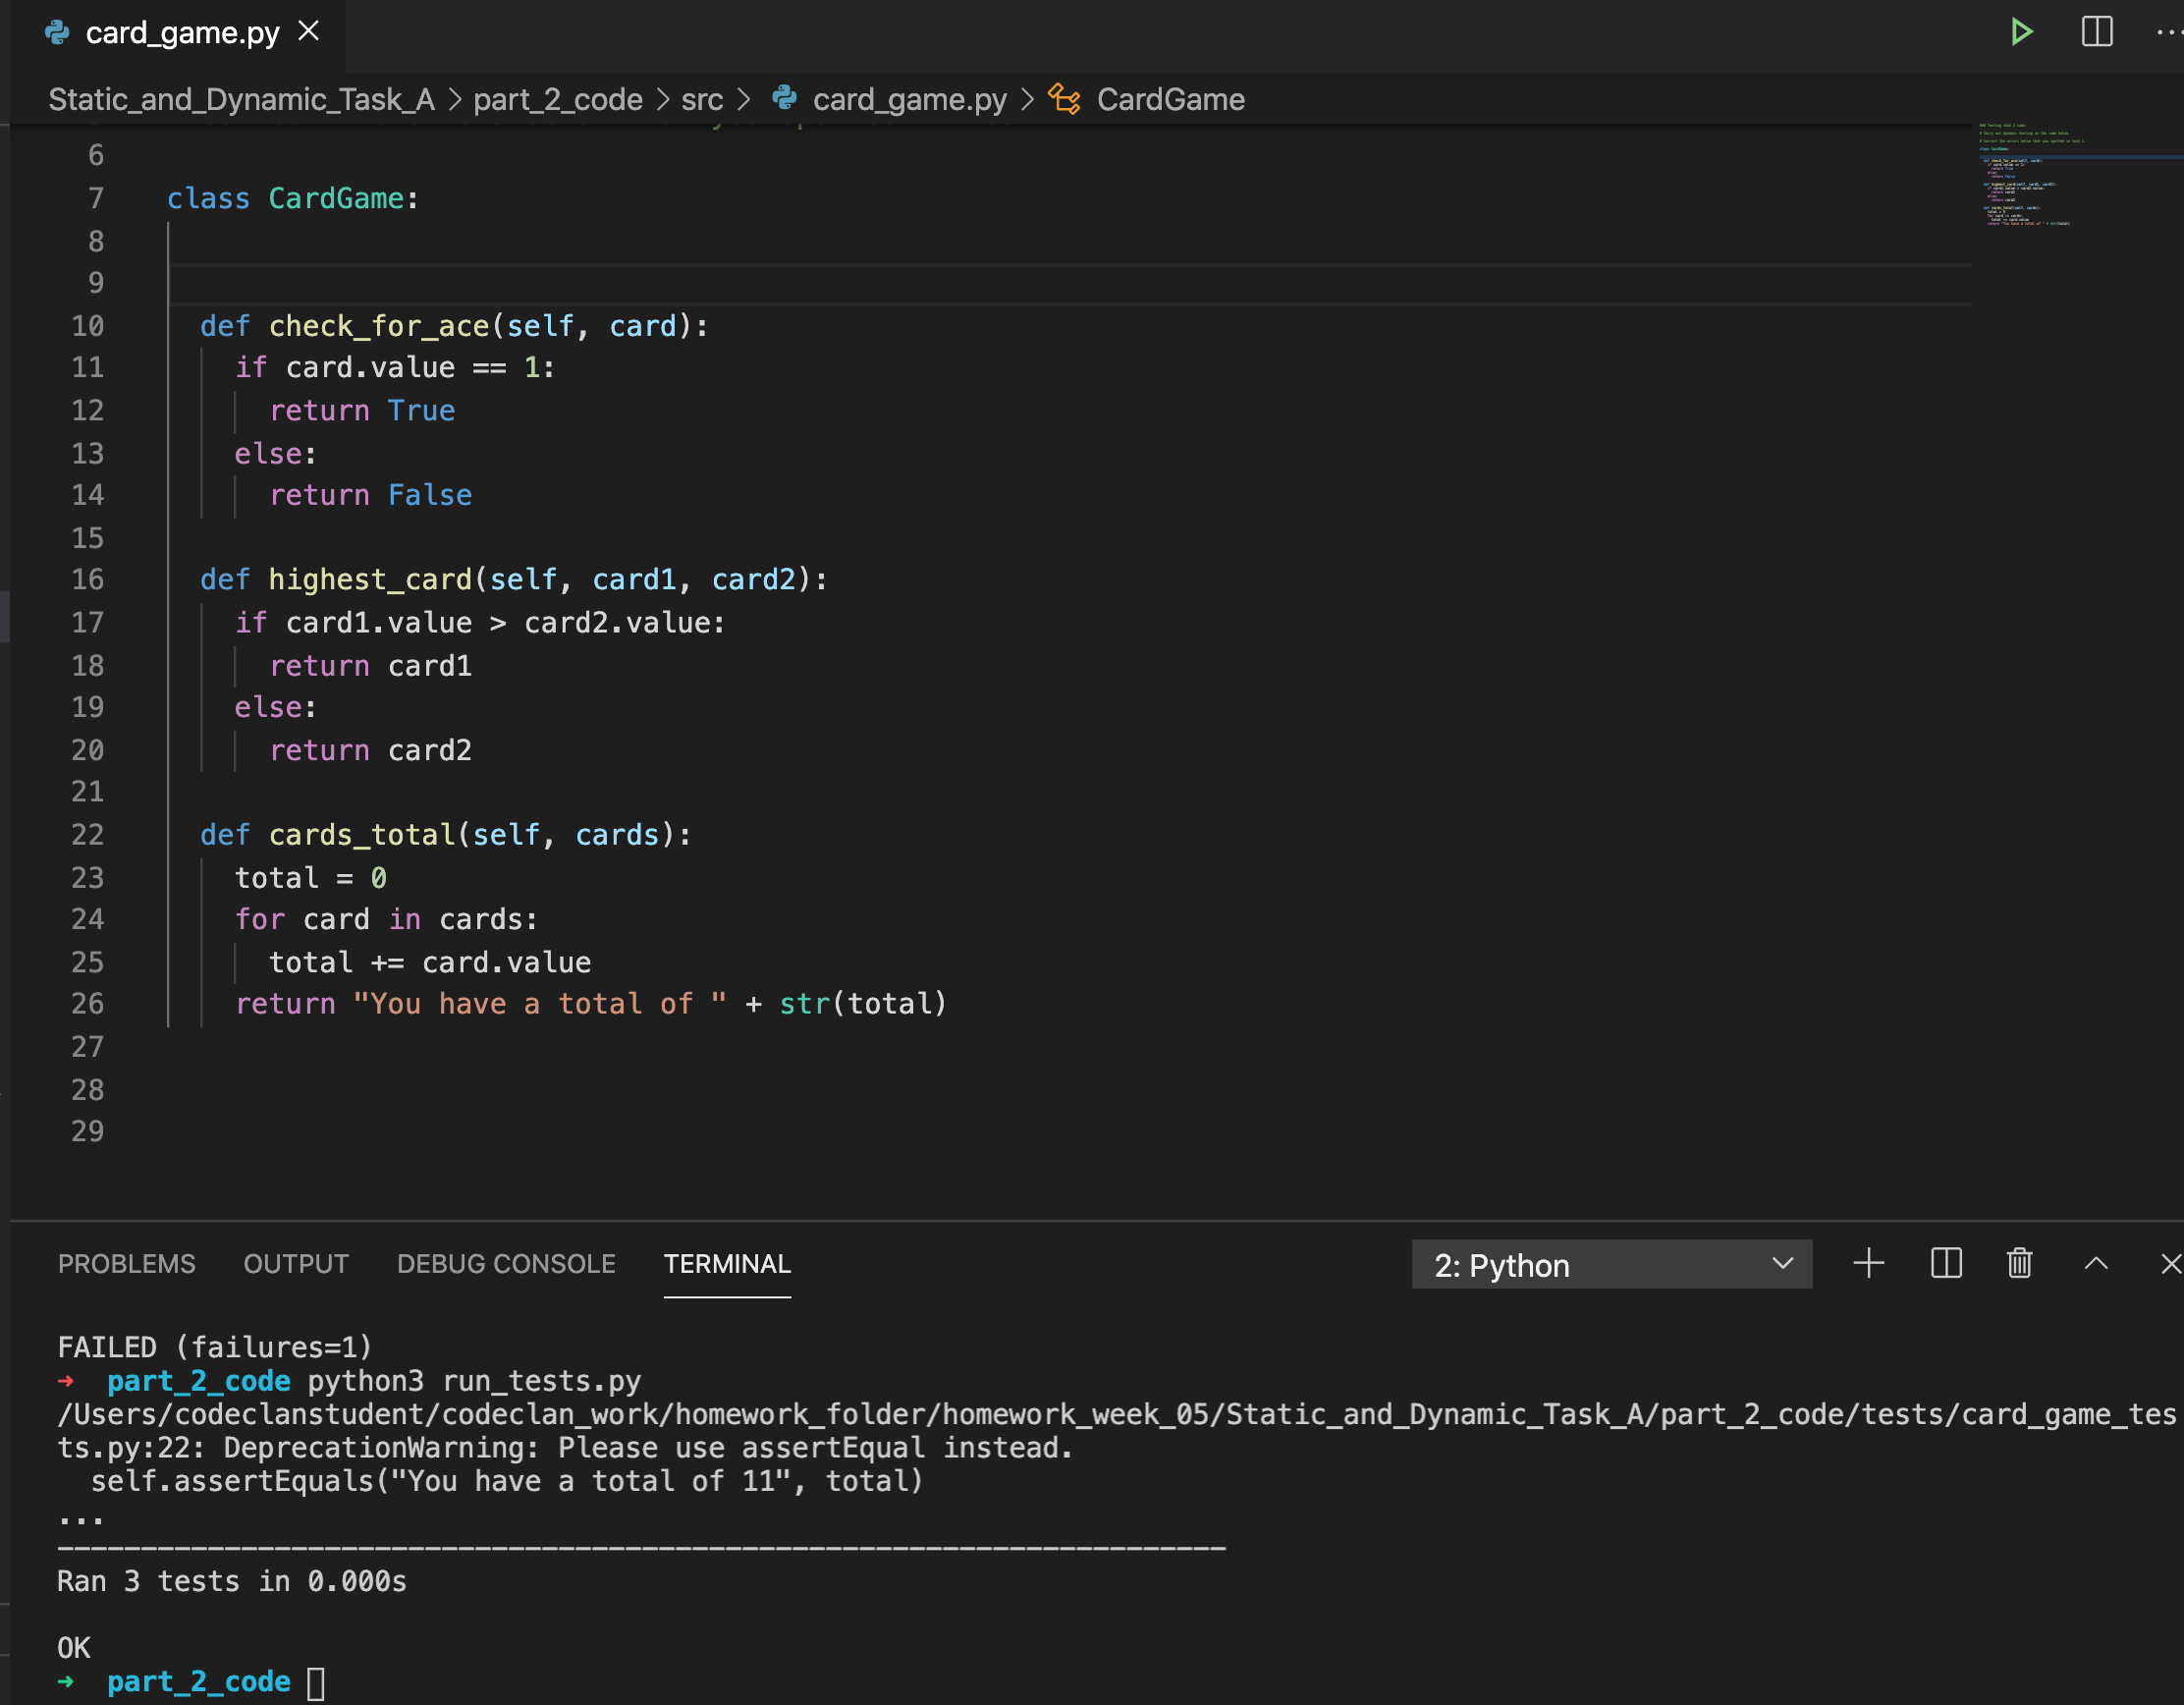 card_game.py
Static_and_Dynamic_Task_A > part_2_code > src > card_game.py > CardGame
6
7 class CardGame:
8
9
10 def check_for_ace(self, card):
11 if card.value == 1:
12 return True
13 else:
14 return False
15
16 def highest_card(self, card1, card2):
17 if card1.value > card2.value:
18 return card1
19 else:
20 return card2
21
22 def cards_total(self, cards):
23 total = 0
24 for card in cards:
25 total += card.value
26 return "You have a total of " + str(total)
27
28
29
PROBLEMS OUTPUT DEBUG CONSOLE TERMINAL 2: Python
FAILED (failures=1)
➜ part_2_code python3 run_tests.py
/Users/codeclanstudent/codeclan_work/homework_folder/homework_week_05/Static_and_Dynamic_Task_A/part_2_code/tests/card_game_tes
ts.py:22: DeprecationWarning: Please use assertEqual instead.
self.assertEquals("You have a total of 11", total)
...
----------------------------------------------------------------------
Ran 3 tests in 0.000s
OK
➜ part_2_code